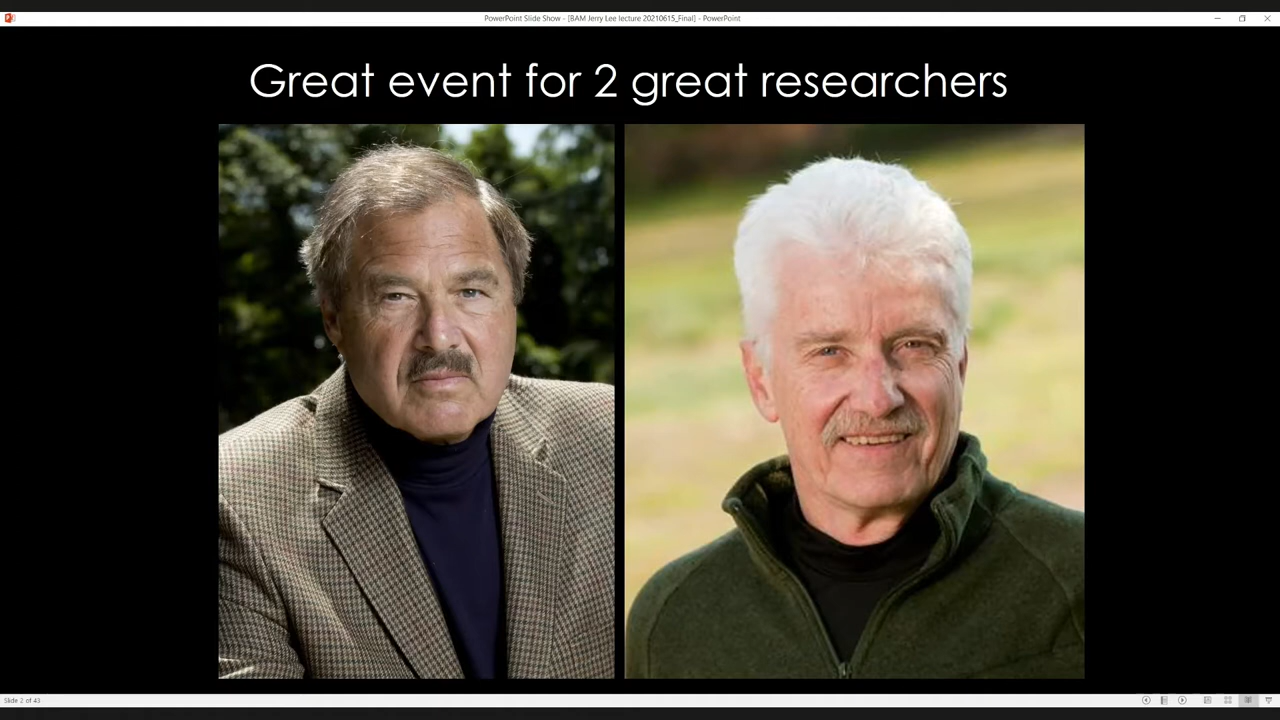 PowerPoint Slide Show - [BAM Jerry Lee lecture 20210615_Final] - PowerPoint
Great event for 2 great researchers
Slide 2 of 43